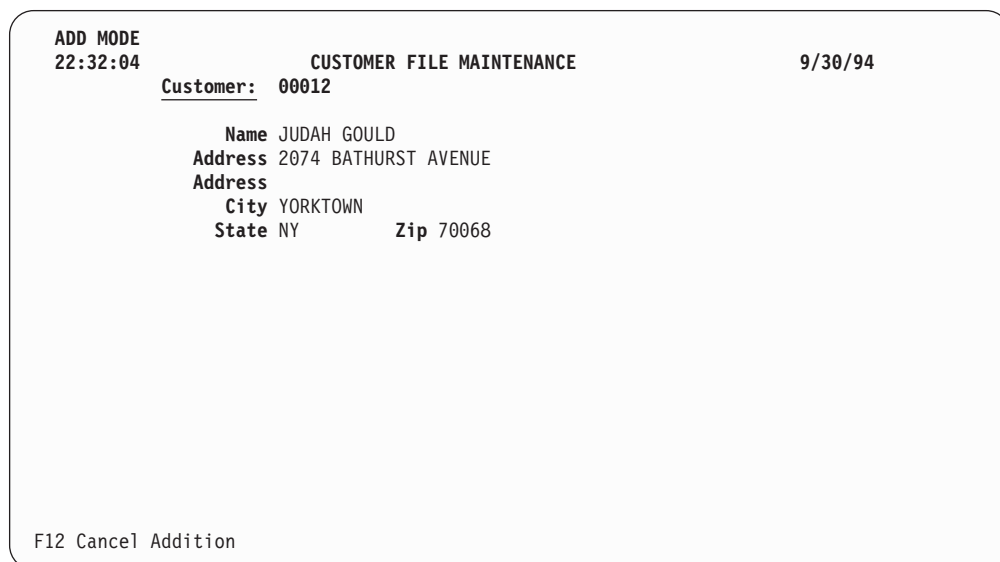 ADD MODE
22:32:04 CUSTOMER FILE MAINTENANCE 9/30/94
Customer: 00012
Name JUDAH GOULD
Address 2074 BATHURST AVENUE
Address
City YORKTOWN
State NY Zip 70068
F12 Cancel Addition